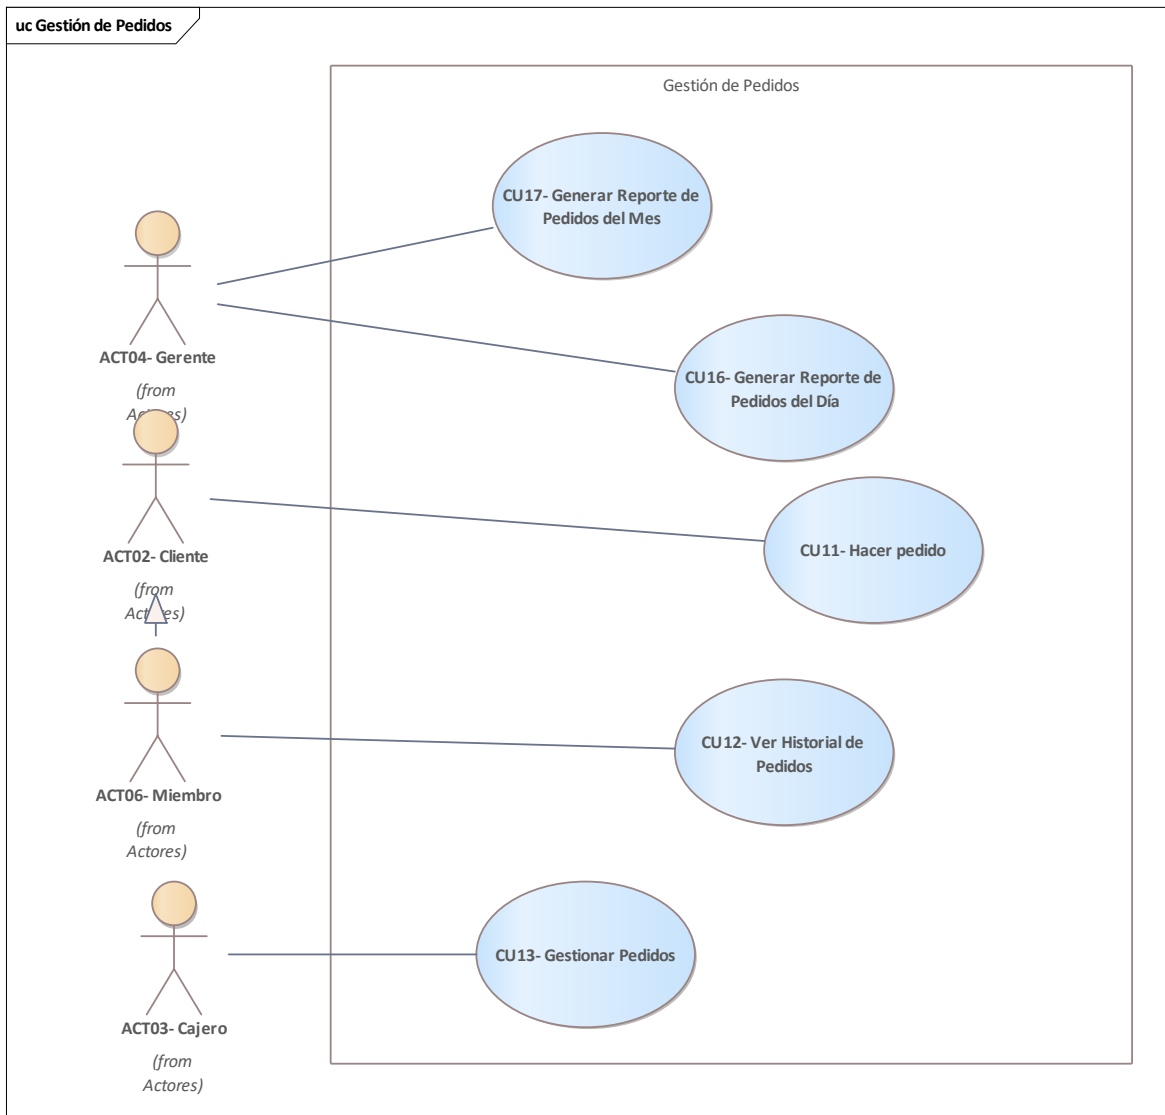 uc Gestión de Pedidos
Gestión de Pedidos
CU17- Generar Reporte de
Pedidos del Mes
ACT04- Gerente
(from
Actores)
CU16- Generar Reporte de
Pedidos del Día
ACT02- Cliente
(from
Actores)
CU11- Hacer pedido
ACT06- Miembro
(from
Actores)
CU12- Ver Historial de
Pedidos
ACT03- Cajero
(from
Actores)
CU13- Gestionar Pedidos